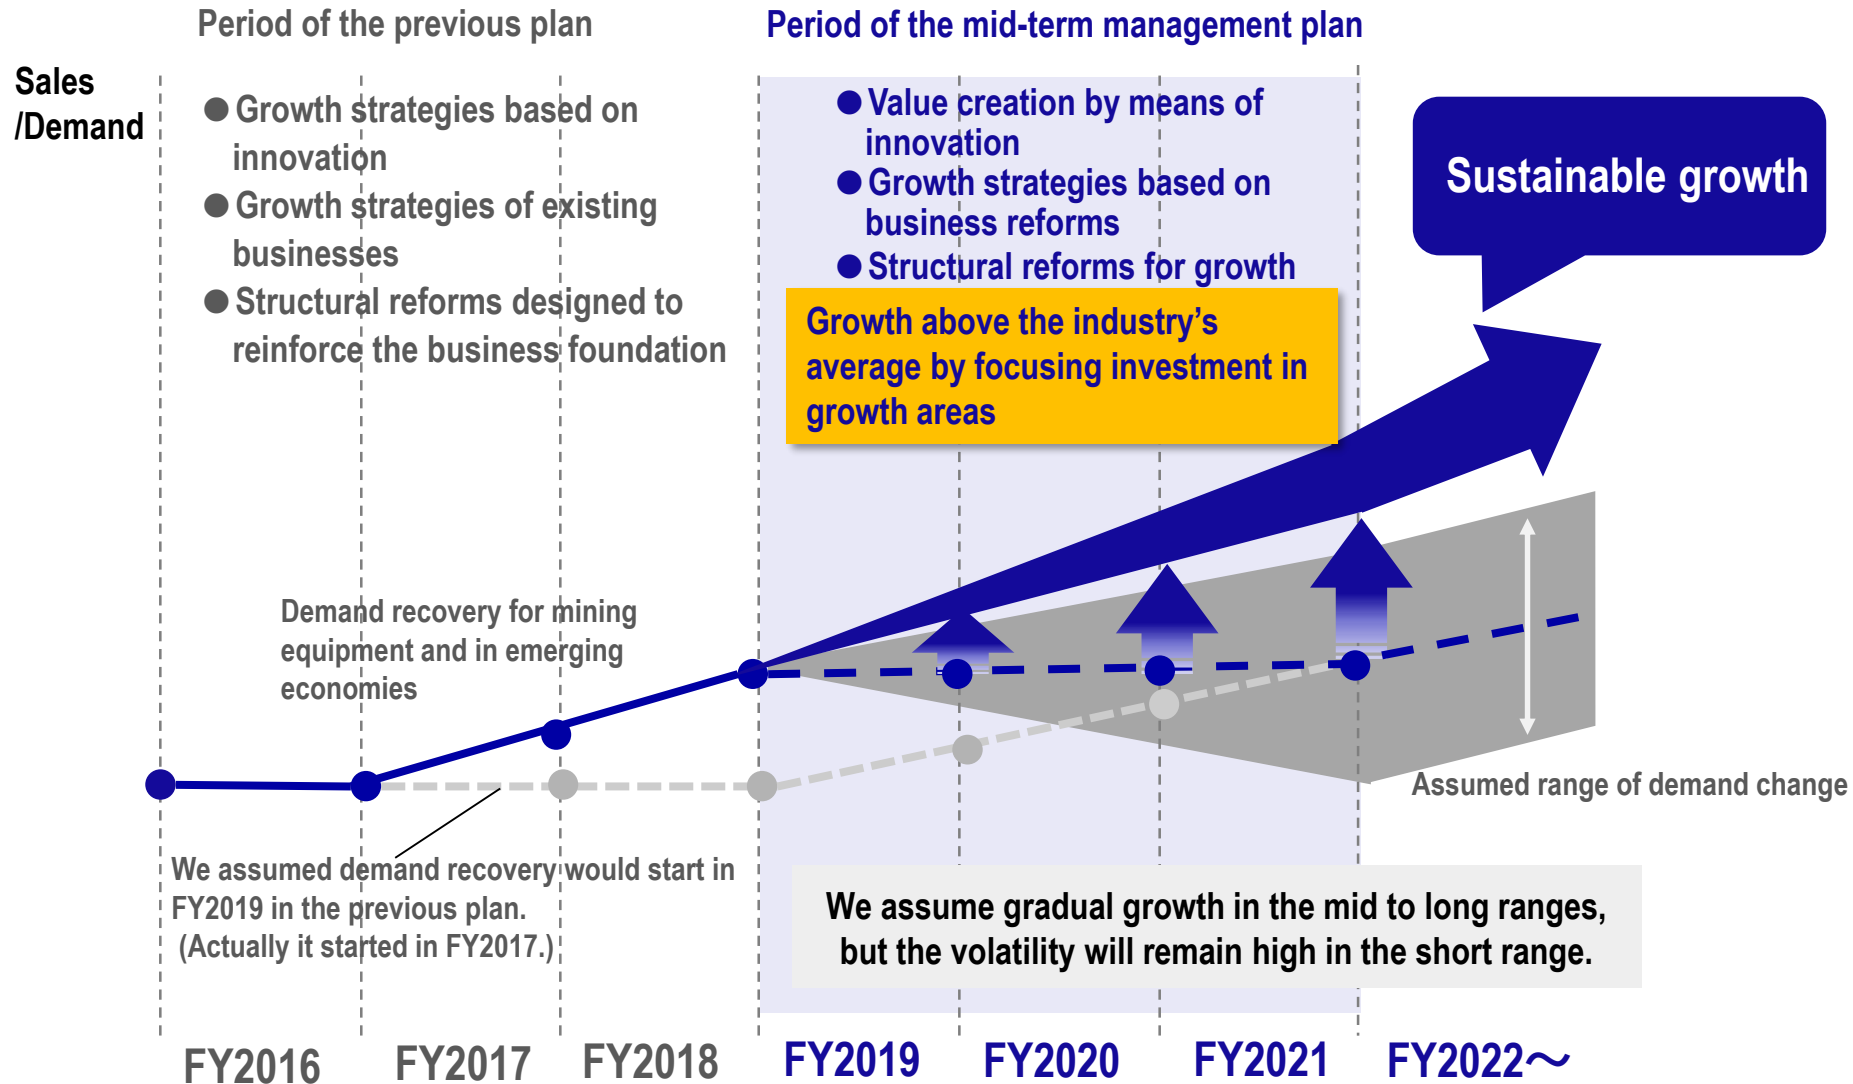 Period of the previous plan
Period of the mid-term management plan
Sales
/Demand
● Growth strategies based on
innovation
● Growth strategies of existing
businesses
● Structural reforms designed to
reinforce the business foundation
● Value creation by means of
innovation
● Growth strategies based on
business reforms
● Structural reforms for growth
Growth above the industry’s
average by focusing investment in
growth areas
Sustainable growth
Demand recovery for mining
equipment and in emerging
economies
Assumed range of demand change
We assumed demand recovery would start in
FY2019 in the previous plan.
(Actually it started in FY2017.)
We assume gradual growth in the mid to long ranges,
but the volatility will remain high in the short range.
FY2016
FY2017
FY2018
FY2019
FY2020
FY2021
FY2022～